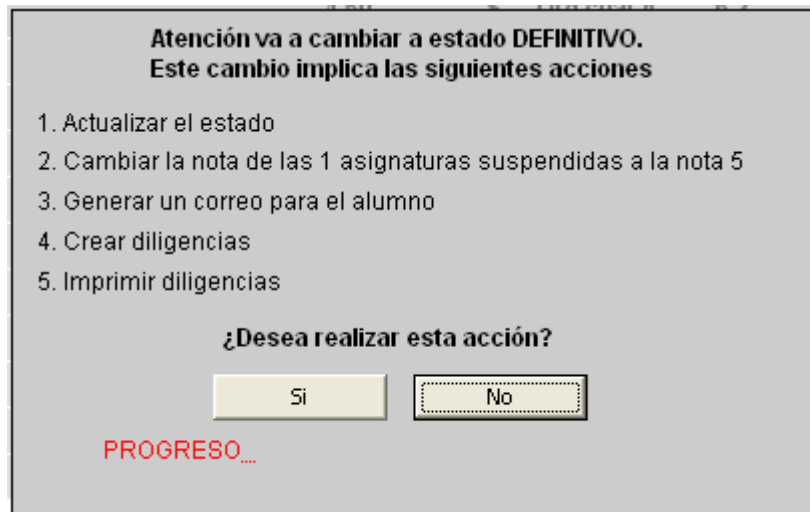 Atención va a cambiar a estado DEFINITIVO.
Este cambio implica las siguientes acciones
1. Actualizar el estado
2. Cambiar la nota de las 1 asignaturas suspendidas a la nota 5
3. Generar un correo para el alumno
4. Crear diligencias
5. Imprimir diligencias
¿Desea realizar esta acción?
Si No
PROGRESO...